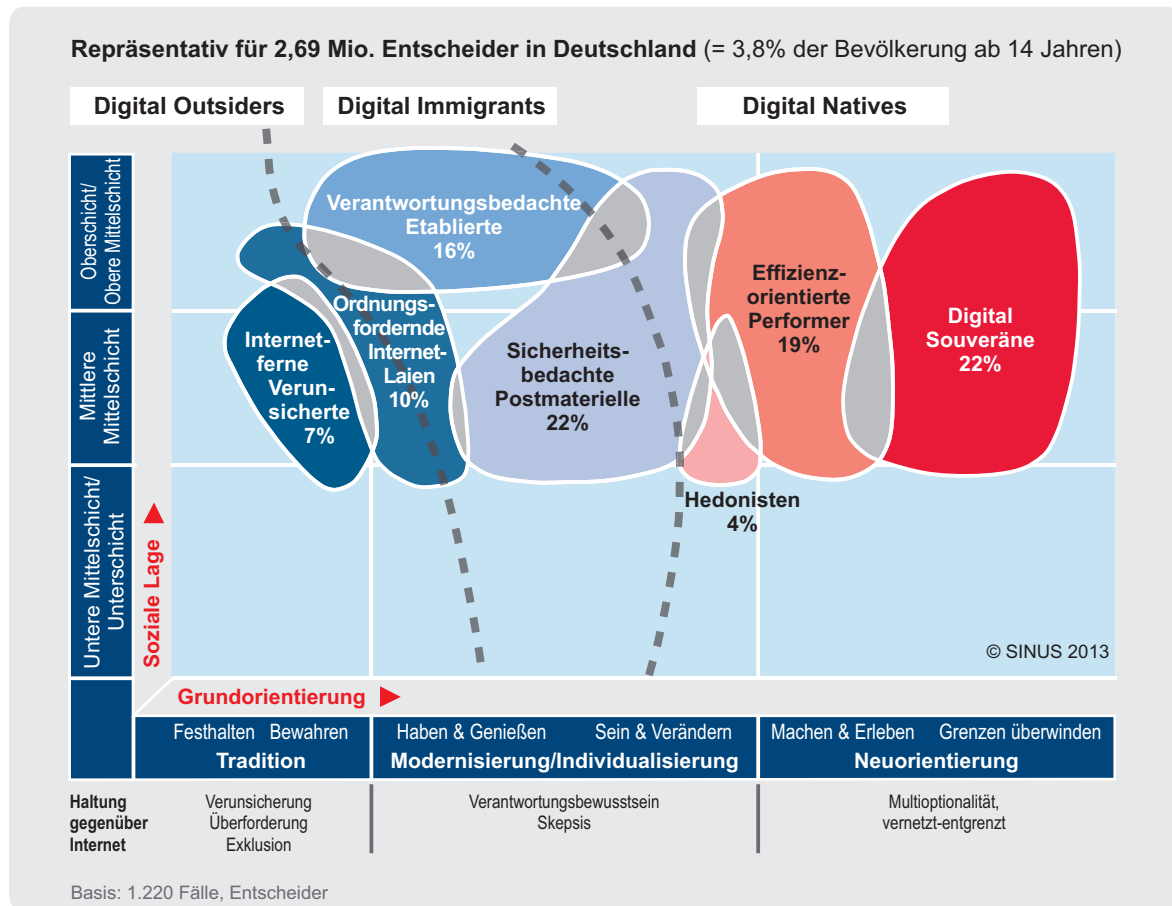 Repräsentativ für 2,69 Mio. Entscheider in Deutschland (= 3,8% der Bevölkerung ab 14 Jahren)
Digital Outsiders
Digital Immigrants
Digital Natives
Oberschicht/
Obere Mittelschicht
Mittlere
Mittelschicht
Untere Mittelschicht/
Unterschicht
Soziale Lage
Verantwortungsbedachte
Etablierte
16%
Ordnungs-
fordernde
Internet-
Laien
10%
Internet-
ferne
Verun-
sicherte
7%
Sicherheits-
bedachte
Postmaterielle
22%
Effizienz-
orientierte
Performer
19%
Digital
Souveräne
22%
Hedonisten
4%
© SINUS 2013
Grundorientierung
Festhalten Bewahren
Tradition
Haben & Genießen Sein & Verändern
Modernisierung/Individualisierung
Machen & Erleben Grenzen überwinden
Neuorientierung
Haltung
gegenüber
Internet
Verunsicherung
Überforderung
Exklusion
Verantwortungsbewusstsein
Skepsis
Multioptionalität,
vernetzt-entgrenzt
Basis: 1.220 Fälle, Entscheider